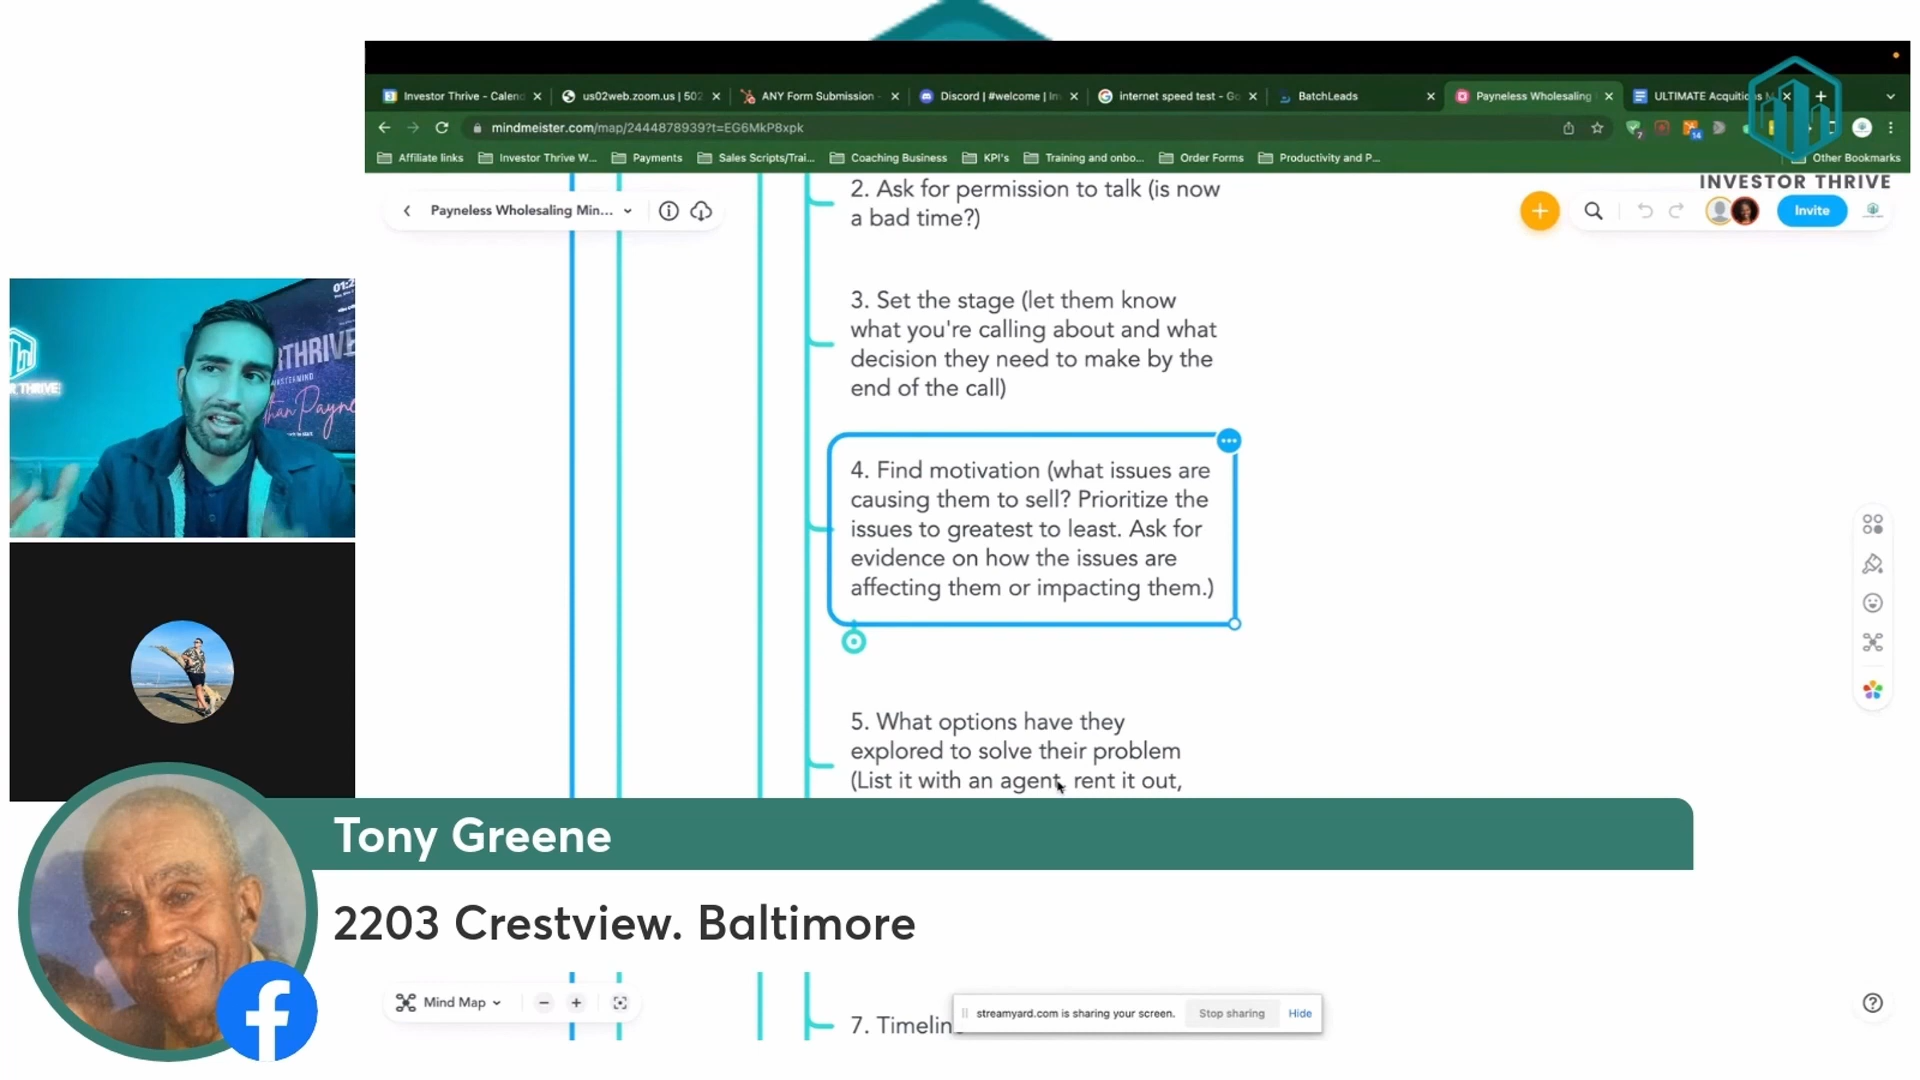 Investor Thrive - Calend
us02web.zoom.us | 502
ANY Form Submission -
Discord | #welcome | In
internet speed test - Go
BatchLeads
Payneless Wholesaling
ULTIMATE Acquitions M
mindmeister.com/map/2444878939?t=EG6MkP8xpk
7
14
Affiliate links
Investor Thrive W...
Payments
Sales Scripts/Trai...
Coaching Business
KPI's
Training and onbo...
Order Forms
Productivity and P...
Other Bookmarks
INVESTOR THRIVE
Payneless Wholesaling Min...
Invite
2. Ask for permission to talk (is now
a bad time?)
3. Set the stage (let them know
what you're calling about and what
decision they need to make by the
end of the call)
4. Find motivation (what issues are
causing them to sell? Prioritize the
issues to greatest to least. Ask for
evidence on how the issues are
affecting them or impacting them.)
5. What options have they
explored to solve their problem
(List it with an agent, rent it out,
Tony Greene
2203 Crestview. Baltimore
Mind Map
7. Timelin
streamyard.com is sharing your screen.
Stop sharing
Hide